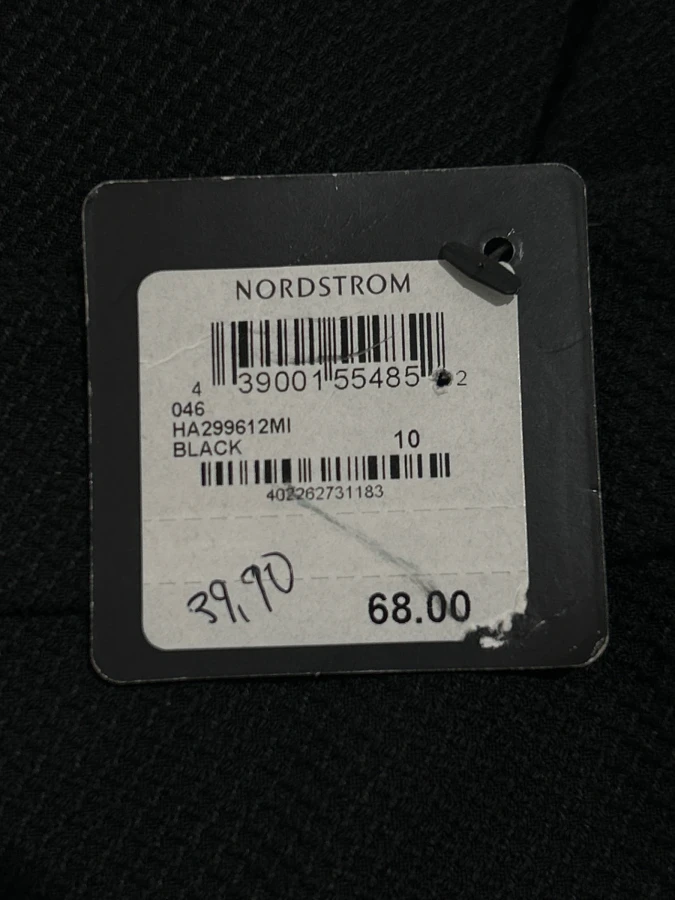 NORDSTROM
4 39001 55485 2
046
HA299612MI
BLACK 10
402262731183
39,90 68.00